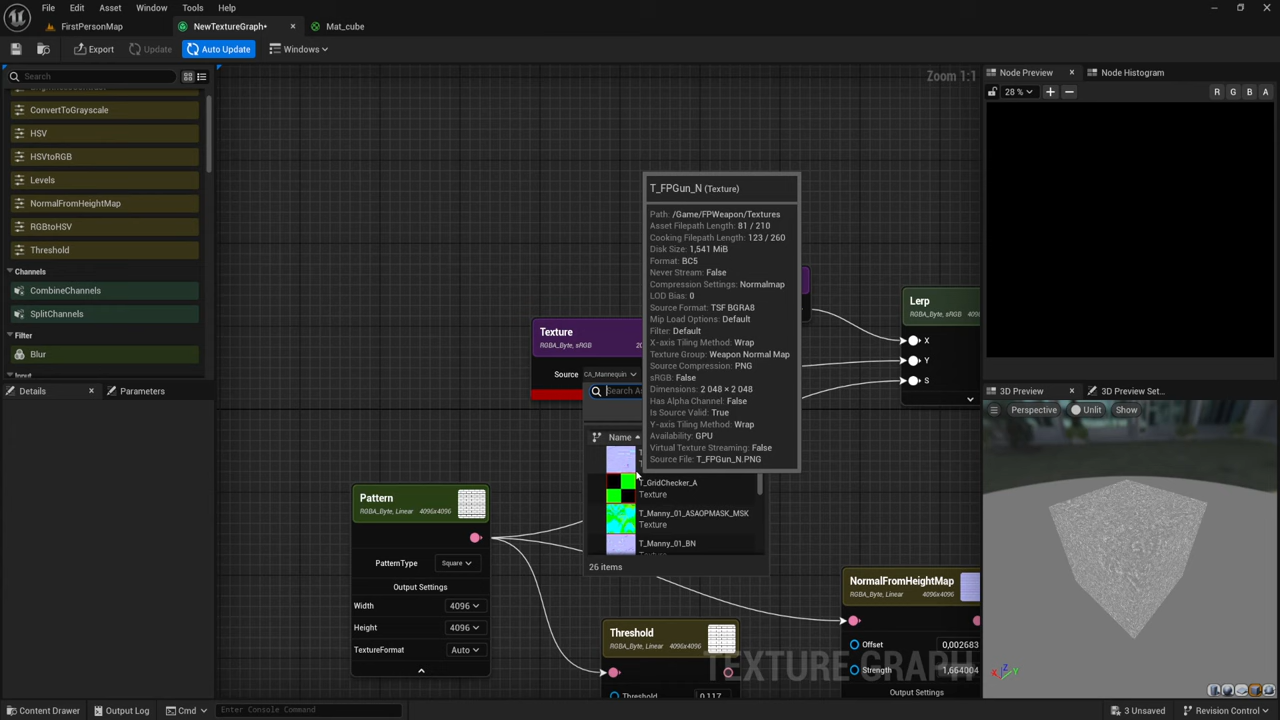 File
Edit
Asset
Window
Tools
Help
FirstPersonMap
NewTextureGraph•
Mat_cube
Export
Update
Auto Update
Windows
Search
ConvertToGrayscale
HSV
HSVtoRGB
Levels
NormalFromHeightMap
RGBtoHSV
Threshold
Channels
CombineChannels
SplitChannels
Filter
Blur
Details
Parameters
Zoom 1:1
Texture
RGBA_Byte, sRGB
Source
CA_Mannequin
Name
T_FPGun_N (Texture)
Path: /Game/FPWeapon/Textures
Asset Filepath Length: 81 / 210
Cooking Filepath Length: 123 / 260
Disk Size: 1,541 MiB
Format: BC5
Never Stream: False
Compression Settings: Normalmap
LOD Bias: 0
Source Format: TSF BGRA8
Mip Load Options: Default
Filter: Default
X-axis Tiling Method: Wrap
Texture Group: Weapon Normal Map
Source Compression: PNG
sRGB: False
Dimensions: 2 048 × 2 048
Has Alpha Channel: False
Is Source Valid: True
Y-axis Tiling Method: Wrap
Availability: GPU
Virtual Texture Streaming: False
Source File: T_FPGun_N.PNG
T_GridChecker_A
Texture
T_Manny_01_ASAOPMASK_MSK
Texture
T_Manny_01_BN
26 items
Lerp
RGBA_Byte, sRGB
X
Y
S
Pattern
RGBA_Byte, Linear 4096x4096
PatternType
Square
Output Settings
Width
4096
Height
4096
TextureFormat
Auto
Threshold
RGBA_Byte, Linear 4096x4096
Threshold
0,117
NormalFromHeightMap
RGBA_Byte, Linear 4096x4096
Offset
0,002683
Strength
1,664004
Output Settings
TEXTURE GRAPH
Node Preview
Node Histogram
28 %
R
G
B
A
3D Preview
3D Preview Set...
Perspective
Unlit
Show
Z
X
Y
Content Drawer
Output Log
Cmd
Enter Console Command
3 Unsaved
Revision Control